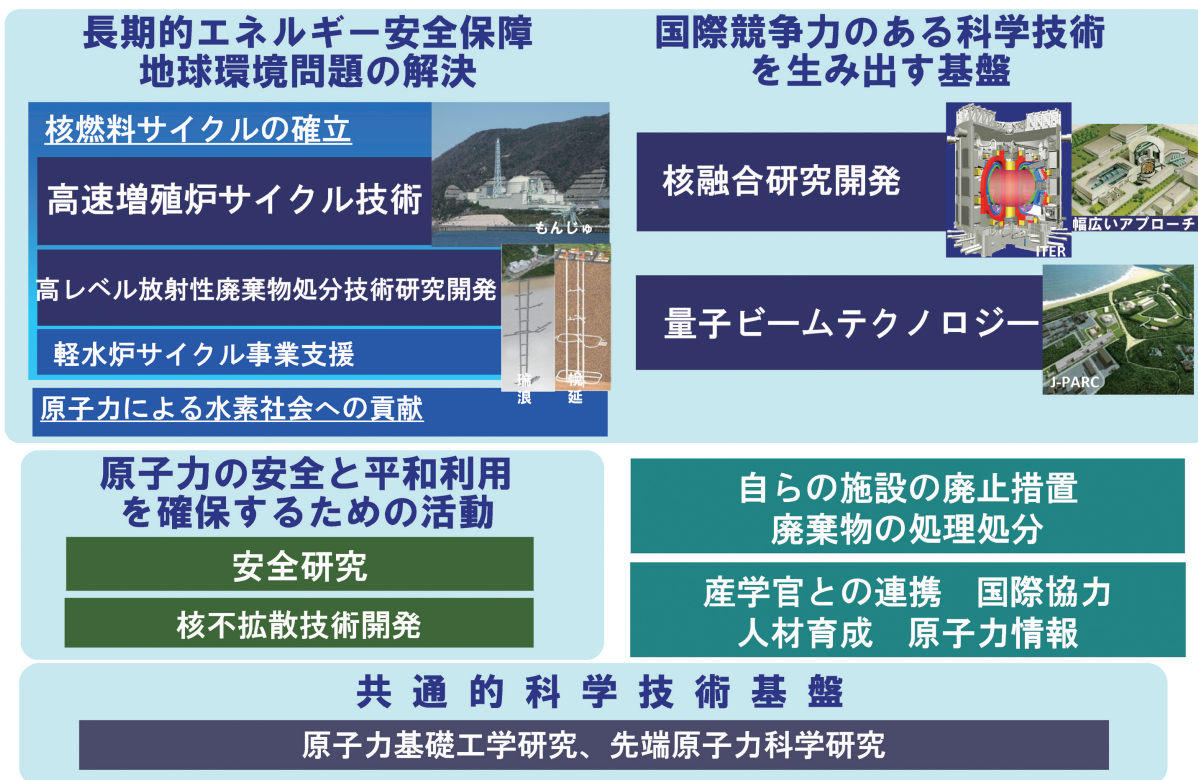 長期的エネルギー安全保障
地球環境問題の解決
核燃料サイクルの確立
高速増殖炉サイクル技術
もんじゅ
高レベル放射性廃棄物処分技術研究開発
軽水炉サイクル事業支援
瑞浪
幌延
原子力による水素社会への貢献
国際競争力のある科学技術
を生み出す基盤
核融合研究開発
ITER
幅広いアプローチ
量子ビームテクノロジー
J-PARC
原子力の安全と平和利用
を確保するための活動
安全研究
核不拡散技術開発
自らの施設の廃止措置
廃棄物の処理処分
産学官との連携　国際協力
人材育成　原子力情報
共通的科学技術基盤
原子力基礎工学研究、先端原子力科学研究